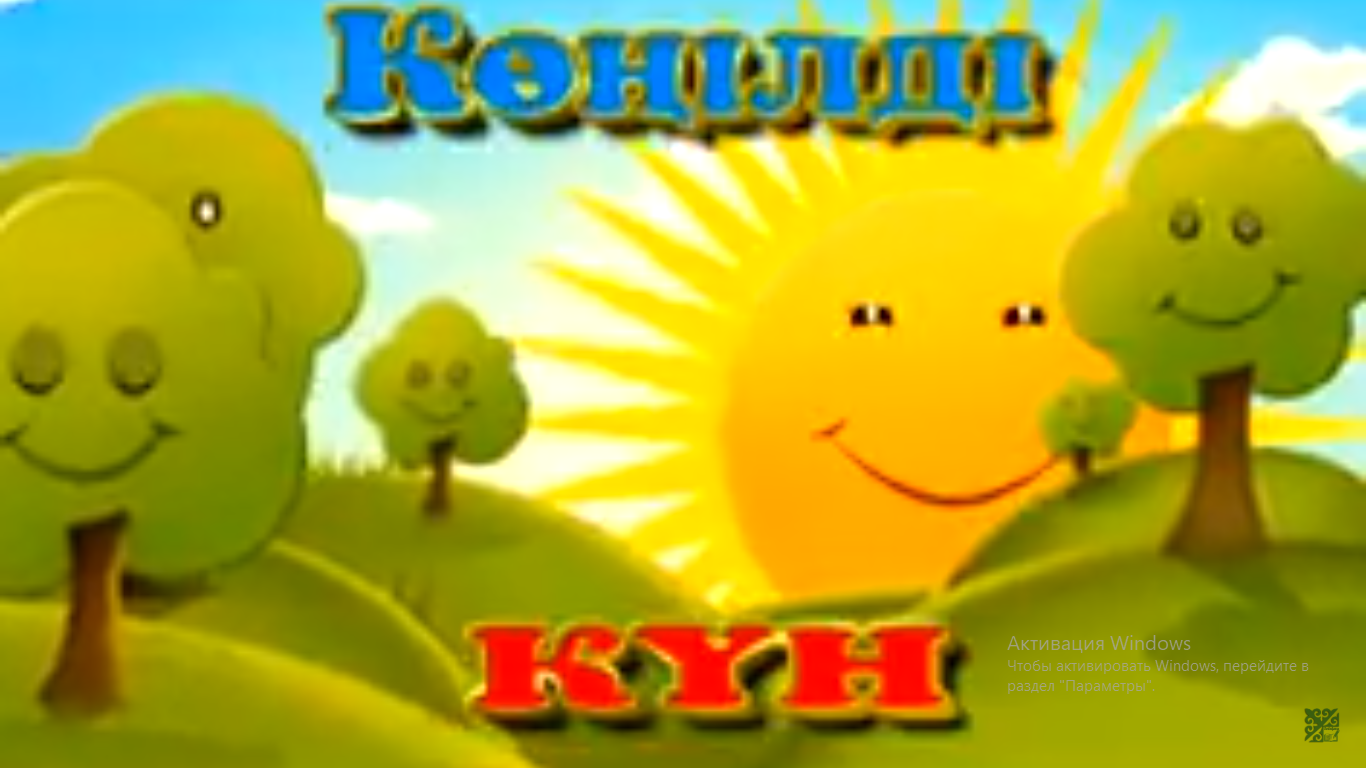 Көңілді
КҮН
Активация Windows
Чтобы активировать Windows, перейдите в
раздел "Параметры".